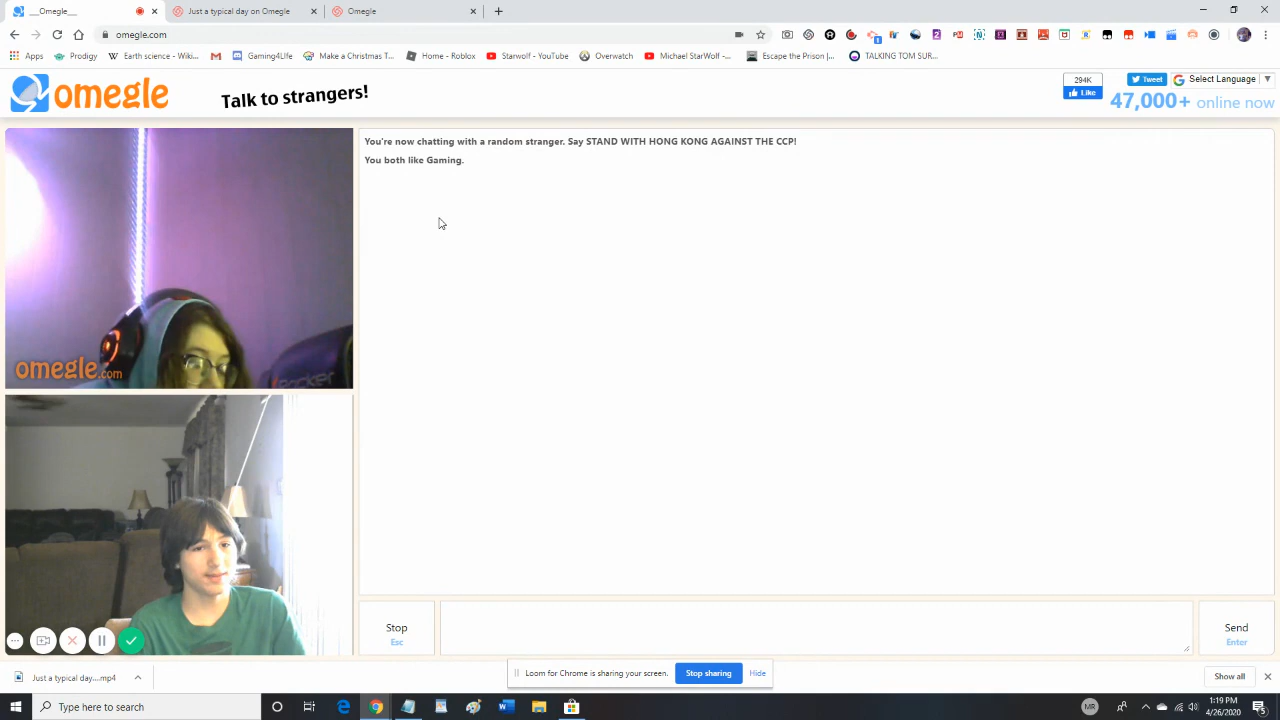 __Omegle__
Just a typical day on Omegle
Omegle
omegle.com
Apps
Prodigy
Earth science - Wiki...
Gaming4LIfe
Make a Christmas T...
Home - Roblox
Starwolf - YouTube
Overwatch
Michael StarWolf -...
Escape the Prison |...
TALKING TOM SUR...
omegle
Talk to strangers!
294K
Like
Tweet
Select Language
47,000+ online now
You're now chatting with a random stranger. Say STAND WITH HONG KONG AGAINST THE CCP!
You both like Gaming.
omegle.com
Stop
Esc
Send
Enter
Just a typical day....mp4
Loom for Chrome is sharing your screen.
Stop sharing
Hide
Show all
Type here to search
MR
1:19 PM
4/26/2020